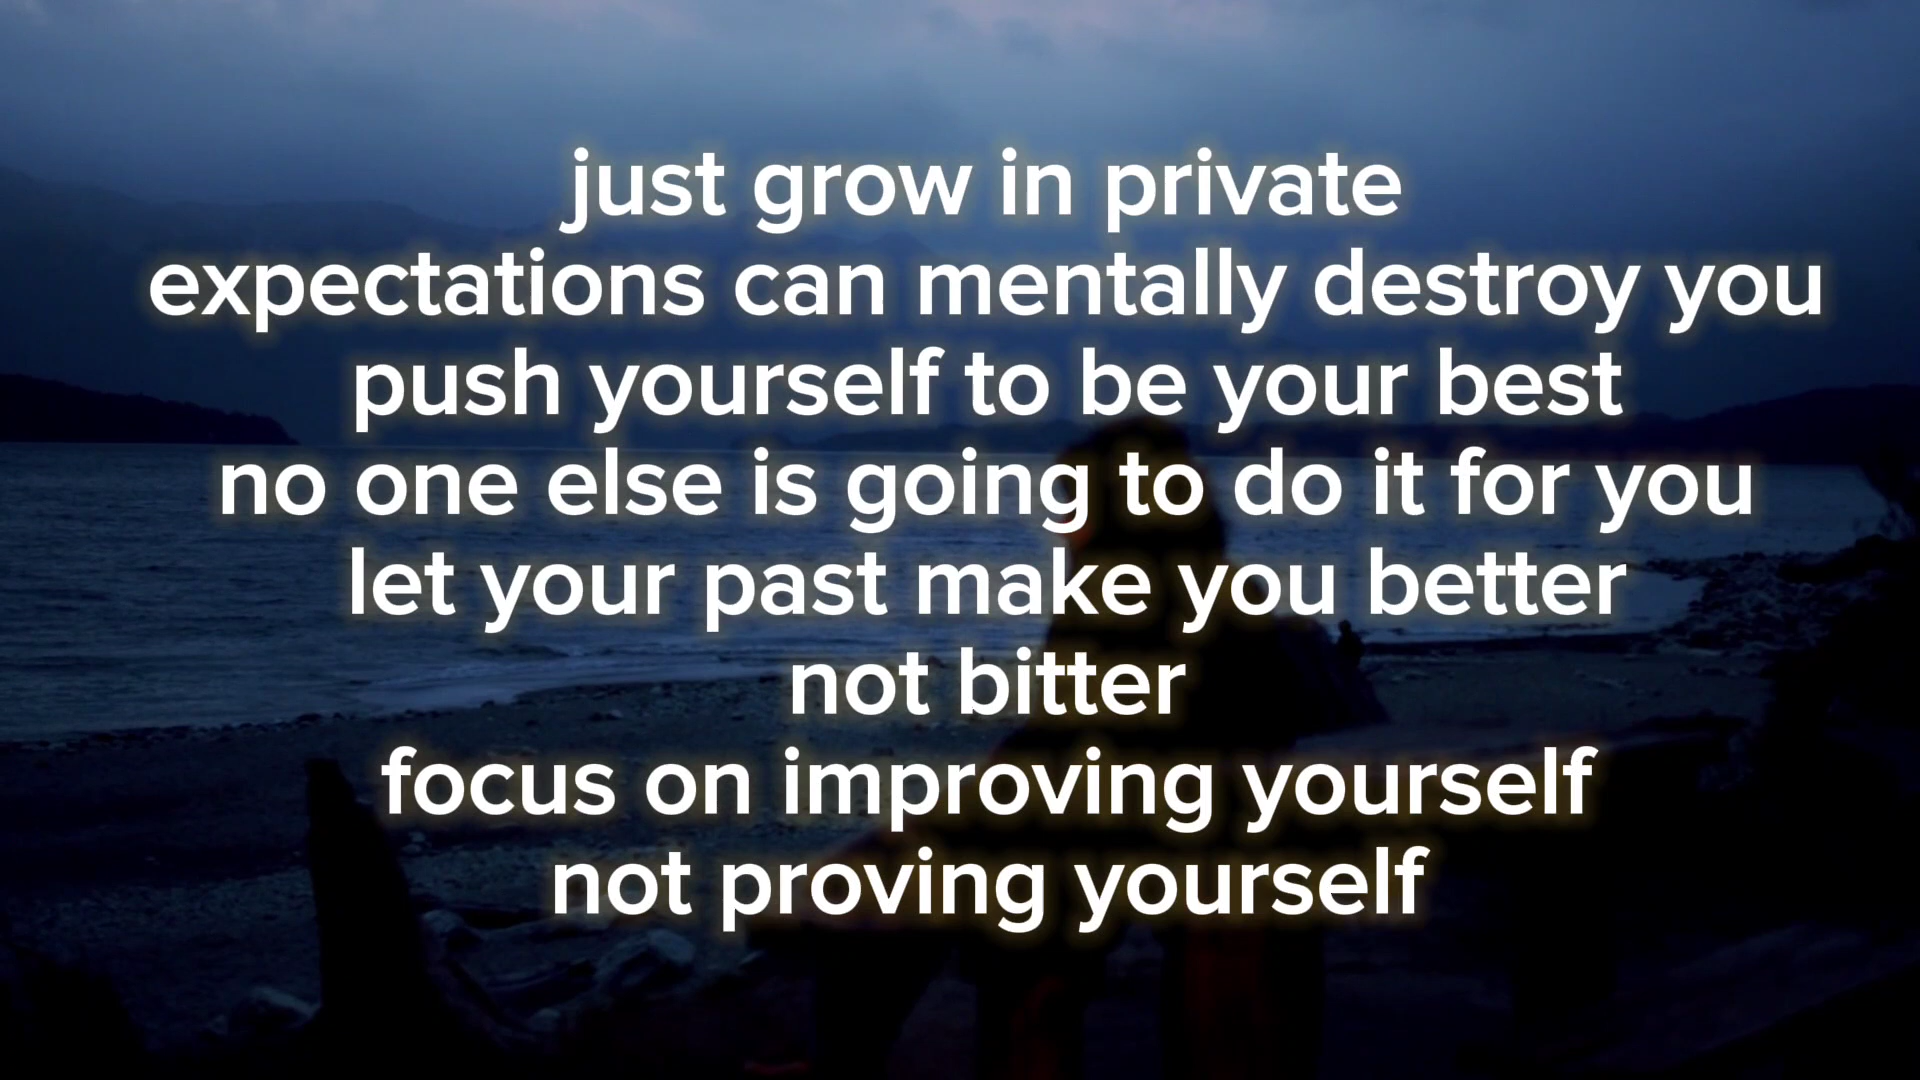 just grow in private
expectations can mentally destroy you
push yourself to be your best
no one else is going to do it for you
let your past make you better
not bitter
focus on improving yourself
not proving yourself